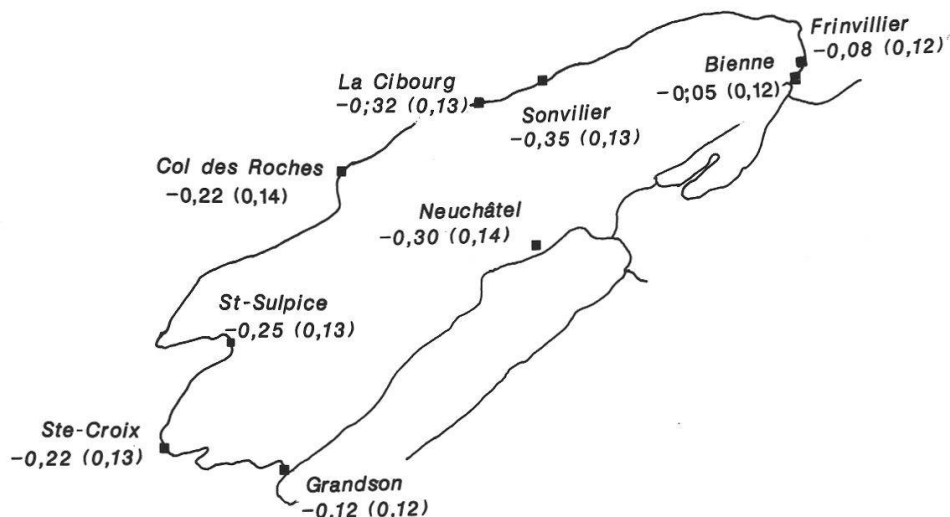 Frinvillier
−0,08 (0,12)
Bienne
−0;05 (0,12)
La Cibourg
−0;32 (0,13)
Sonvilier
−0,35 (0,13)
Col des Roches
−0,22 (0,14)
Neuchâtel
−0,30 (0,14)
St-Sulpice
−0,25 (0,13)
Ste-Croix
−0,22 (0,13)
Grandson
−0,12 (0,12)